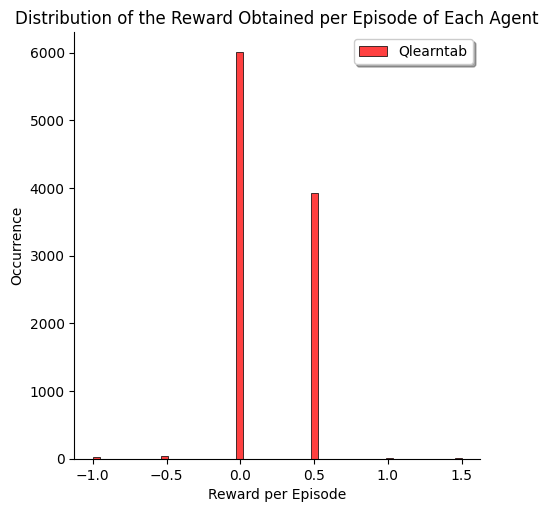 Distribution of the Reward Obtained per Episode of Each Agent
Qlearntab
6000
5000
4000
3000
2000
1000
0
Occurrence
−1.0 −0.5 0.0 0.5 1.0 1.5
Reward per Episode